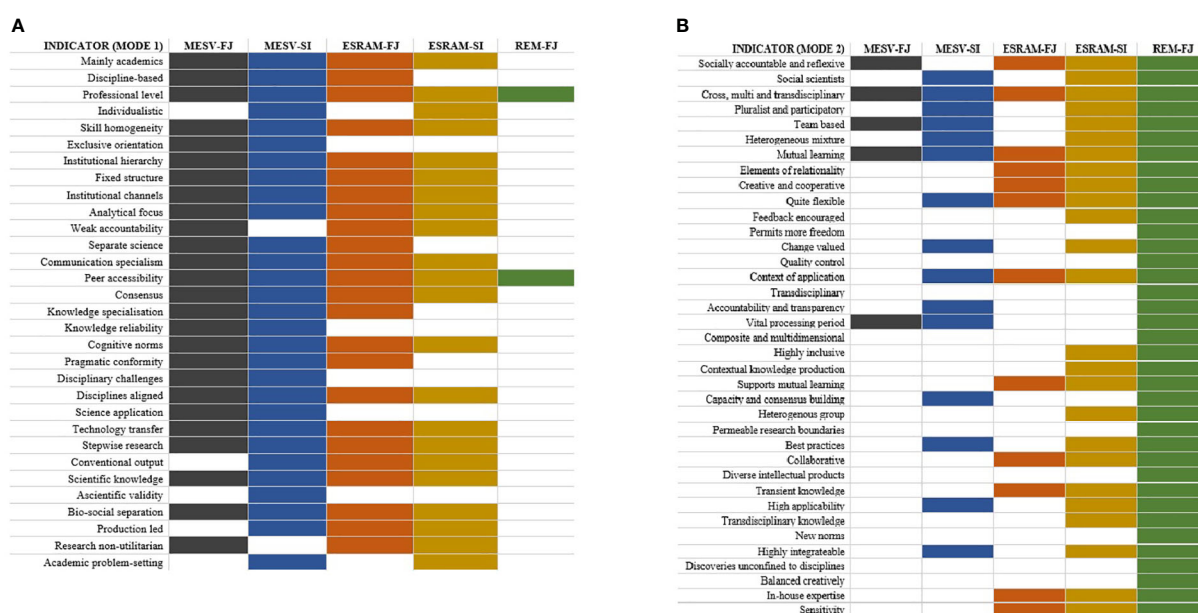 A
INDICATOR (MODE 1) MESV-FJ MESV-SI ESRAM-FJ ESRAM-SI REM-FJ
Mainly academics
Discipline-based
Professional level
Individualistic
Skill homogeneity
Exclusive orientation
Institutional hierarchy
Fixed structure
Institutional channels
Analytical focus
Weak accountability
Separate science
Communication specialism
Peer accessibility
Consensus
Knowledge specialisation
Knowledge reliability
Cognitive norms
Pragmatic conformity
Disciplinary challenges
Disciplines aligned
Science application
Technology transfer
Stepwise research
Conventional output
Scientific knowledge
Ascientific validity
Bio-social separation
Production led
Research non-utilitarian
Academic problem-setting
B
INDICATOR (MODE 2) MESV-FJ MESV-SI ESRAM-FJ ESRAM-SI REM-FJ
Socially accountable and reflexive
Social scientists
Cross, multi and transdisciplinary
Pluralist and participatory
Team based
Heterogeneous mixture
Mutual learning
Elements of relationality
Creative and cooperative
Quite flexible
Feedback encouraged
Permits more freedom
Change valued
Quality control
Context of application
Transdisciplinary
Accountability and transparency
Vital processing period
Composite and multidimensional
Highly inclusive
Contextual knowledge production
Supports mutual learning
Capacity and consensus building
Heterogenous group
Permeable research boundaries
Best practices
Collaborative
Diverse intellectual products
Transient knowledge
High applicability
Transdisciplinary knowledge
New norms
Highly integrateable
Discoveries unconfined to disciplines
Balanced creatively
In-house expertise
Sensitivity